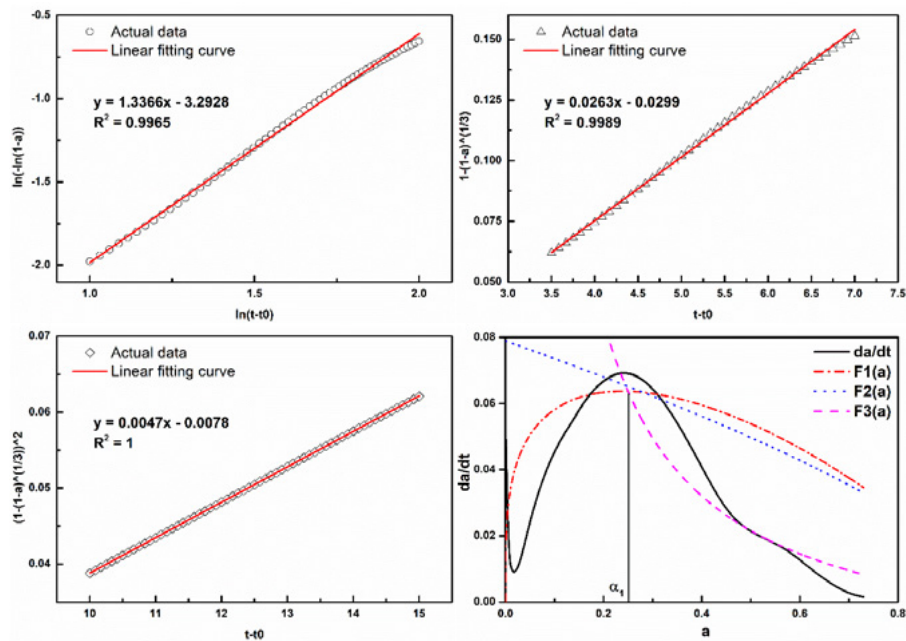 -0.5
-1.0
-1.5
-2.0
ln(-ln(1-a))
Actual data
Linear fitting curve
y = 1.3366x - 3.2928
R² = 0.9965
1.0 1.5 2.0
ln(t-t0)
0.150
0.125
0.100
0.075
0.050
1-(1-a)^(1/3)
Actual data
Linear fitting curve
y = 0.0263x - 0.0299
R² = 0.9989
3.0 3.5 4.0 4.5 5.0 5.5 6.0 6.5 7.0 7.5
t-t0
0.07
0.06
0.05
0.04
(1-(1-a)^(1/3))^2
Actual data
Linear fitting curve
y = 0.0047x - 0.0078
R² = 1
10 11 12 13 14 15
t-t0
0.08
0.06
0.04
0.02
0.00
da/dt
da/dt
F1(a)
F2(a)
F3(a)
α₁
0.0 0.2 0.4 0.6 0.8
a